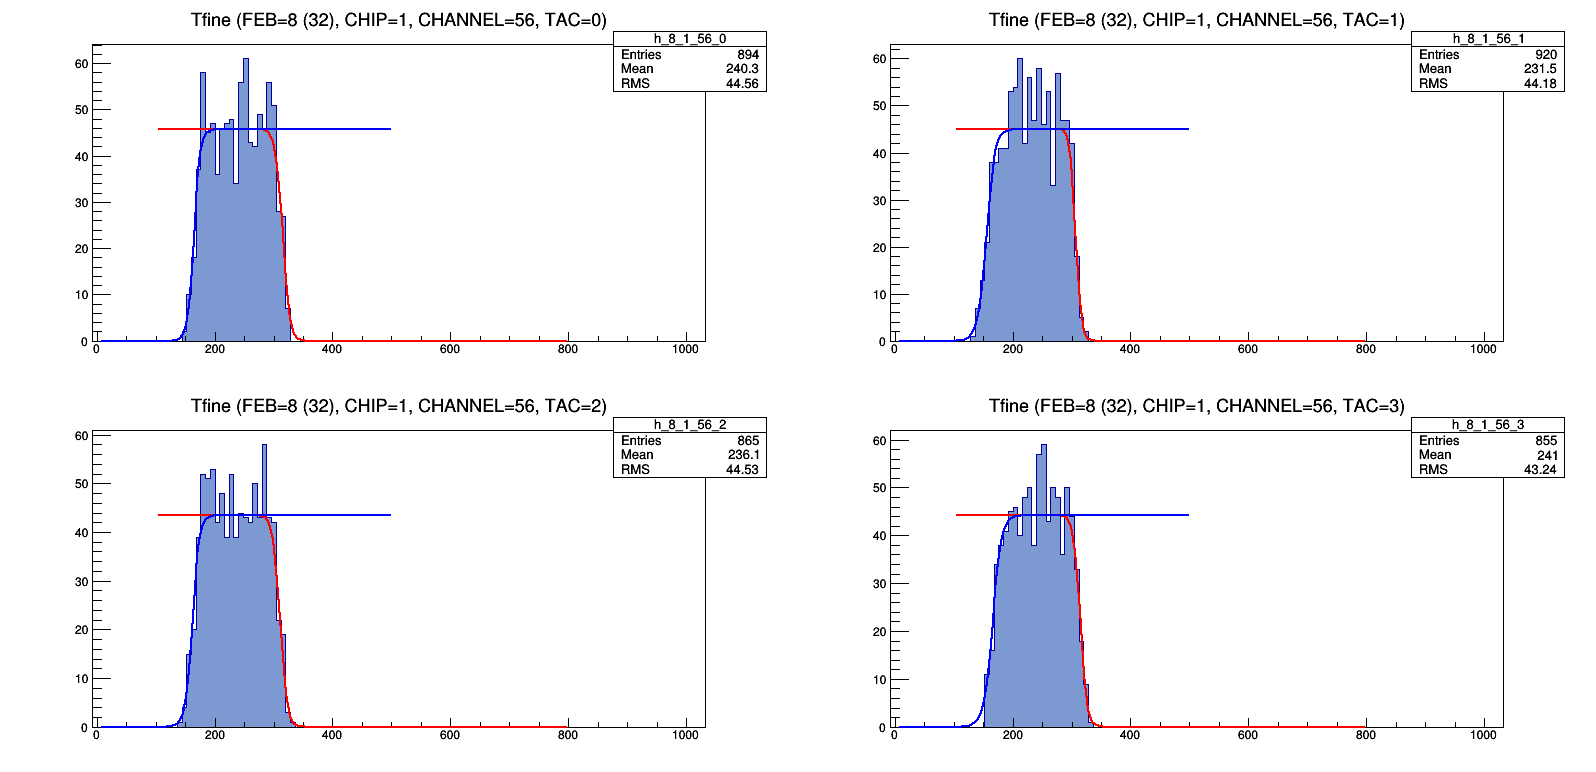 Tfine (FEB=8 (32), CHIP=1, CHANNEL=56, TAC=0)
h_8_1_56_0
Entries 894
Mean 240.3
RMS 44.56
60
50
40
30
20
10
0
0 200 400 600 800 1000
Tfine (FEB=8 (32), CHIP=1, CHANNEL=56, TAC=1)
h_8_1_56_1
Entries 920
Mean 231.5
RMS 44.18
60
50
40
30
20
10
0
0 200 400 600 800 1000
Tfine (FEB=8 (32), CHIP=1, CHANNEL=56, TAC=2)
h_8_1_56_2
Entries 865
Mean 236.1
RMS 44.53
60
50
40
30
20
10
0
0 200 400 600 800 1000
Tfine (FEB=8 (32), CHIP=1, CHANNEL=56, TAC=3)
h_8_1_56_3
Entries 855
Mean 241
RMS 43.24
60
50
40
30
20
10
0
0 200 400 600 800 1000